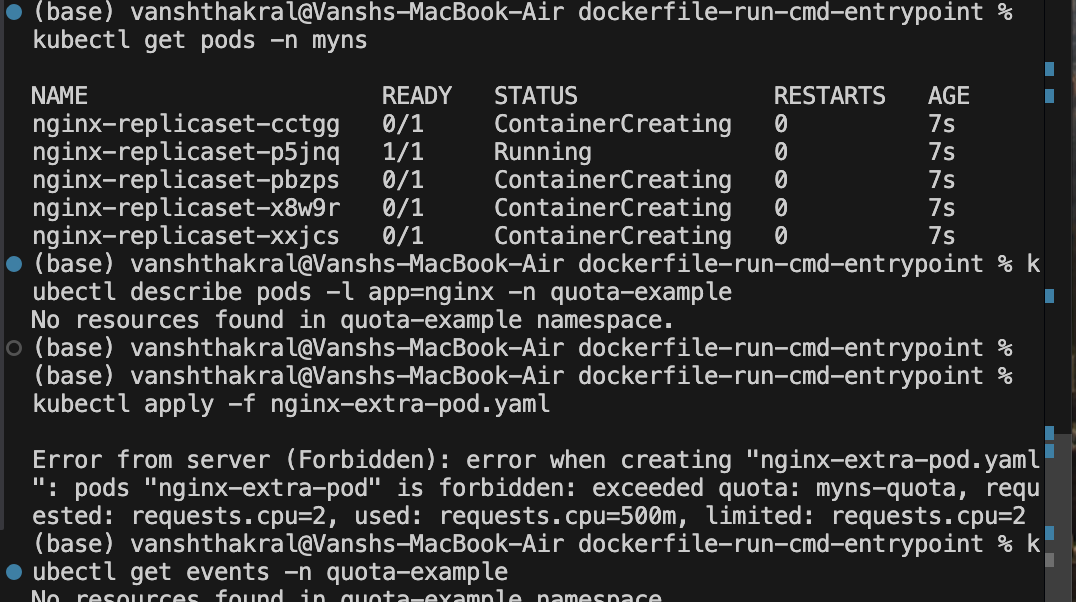 (base) vanshthakral@Vanshs-MacBook-Air dockerfile-run-cmd-entrypoint %
kubectl get pods -n myns
NAME                     READY   STATUS              RESTARTS   AGE
nginx-replicaset-cctgg   0/1     ContainerCreating   0          7s
nginx-replicaset-p5jnq   1/1     Running             0          7s
nginx-replicaset-pbzps   0/1     ContainerCreating   0          7s
nginx-replicaset-x8w9r   0/1     ContainerCreating   0          7s
nginx-replicaset-xxjcs   0/1     ContainerCreating   0          7s
(base) vanshthakral@Vanshs-MacBook-Air dockerfile-run-cmd-entrypoint % k
ubectl describe pods -l app=nginx -n quota-example
No resources found in quota-example namespace.
(base) vanshthakral@Vanshs-MacBook-Air dockerfile-run-cmd-entrypoint %
(base) vanshthakral@Vanshs-MacBook-Air dockerfile-run-cmd-entrypoint %
kubectl apply -f nginx-extra-pod.yaml
Error from server (Forbidden): error when creating "nginx-extra-pod.yaml
": pods "nginx-extra-pod" is forbidden: exceeded quota: myns-quota, requ
ested: requests.cpu=2, used: requests.cpu=500m, limited: requests.cpu=2
(base) vanshthakral@Vanshs-MacBook-Air dockerfile-run-cmd-entrypoint % k
ubectl get events -n quota-example
No resources found in quota-example namespace.